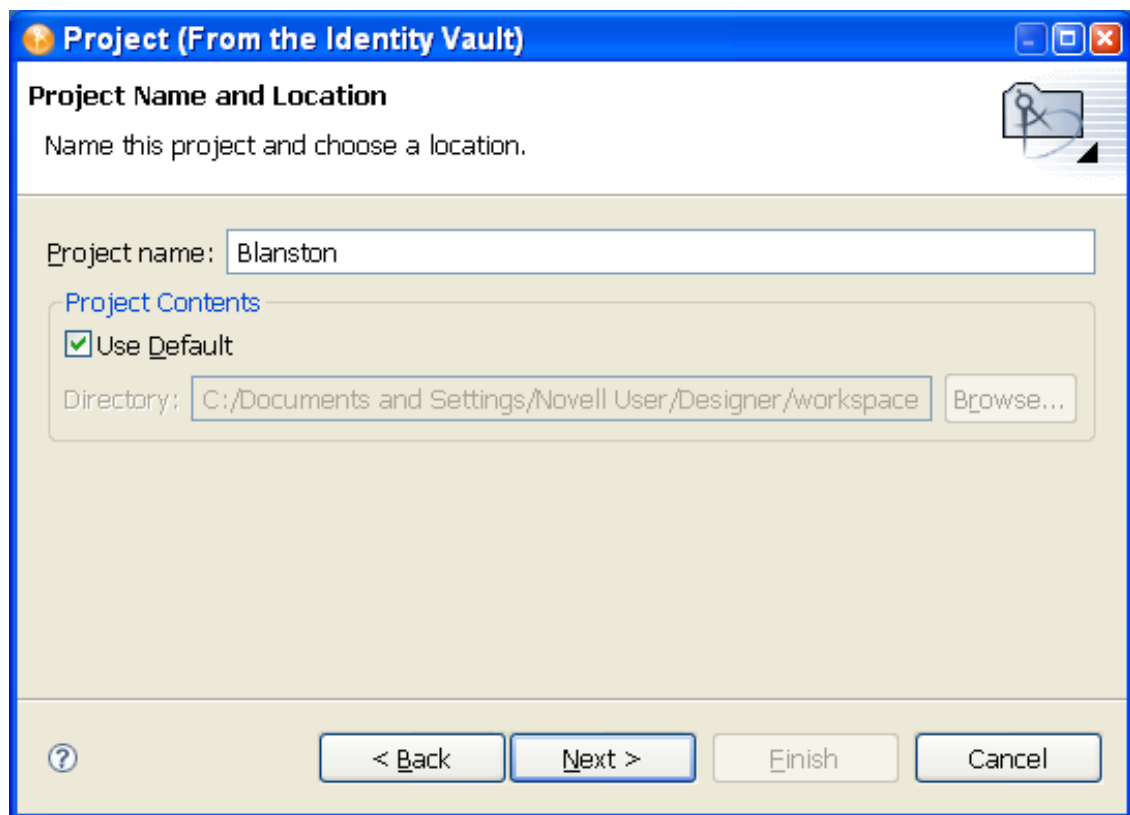 Project (From the Identity Vault)
Project Name and Location
Name this project and choose a location.
Project name: Blanston
Project Contents
Use Default
Directory: C:/Documents and Settings/Novell User/Designer/workspace Browse...
? < Back Next > Finish Cancel